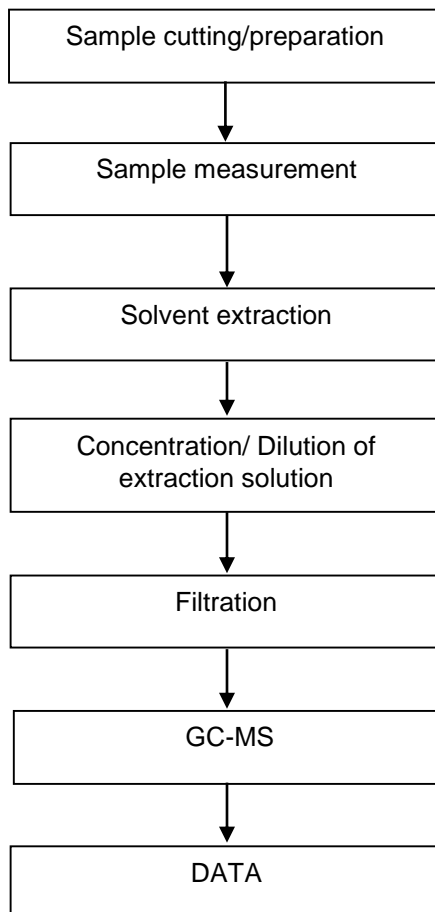 Sample cutting/preparation
Sample measurement
Solvent extraction
Concentration/ Dilution of
extraction solution
Filtration
GC-MS
DATA